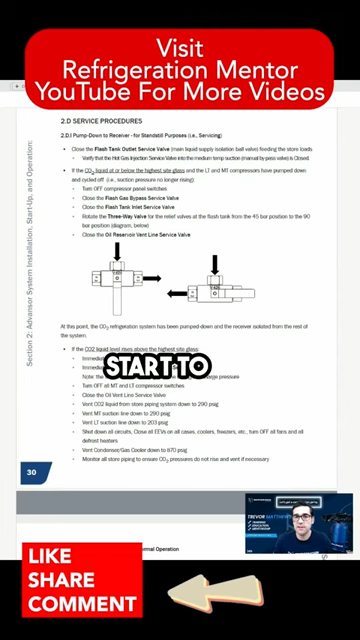 Visit
Refrigeration Mentor
YouTube For More Videos
2.D SERVICE PROCEDURES
2.D.I Pump-Down to Receiver - for Standstill Purposes (i.e., Servicing)
• Close the Flash Tank Outlet Service Valve (main liquid supply isolation ball valve) feeding the store loads
• Verify that the Hot Gas Injection Service Valve into the medium temp suction (manual by pass valve) is Closed
• If the CO2 liquid at or below the highest site glass and the LT and MT compressors have pumped down
and cycled off (i.e., suction pressure no longer rising)
• Turn OFF compressor panel switches
• Close the Flash Gas Bypass Service Valve
• Close the Flash Tank Inlet Service Valve
• Rotate the Three-Way Valve for the relief valves at the flash tank from the 45 bar position to the 90
bar position (diagram, below)
• Close the Oil Reservoir Vent Line Service Valve
Section 2: Advansor System Installation, Start-Up, and Operation:
At this point, the CO2 refrigeration system has been pumped-down and the receiver isolated from the rest of
the system.
• If the CO2 liquid level rises above the highest site glass
• Immed
START TO
• Immed
Note: the
pressure
• Turn OFF all MT and LT compressor switches
• Close the Oil Vent Line Service Valve
• Vent CO2 liquid from store piping system down to 290 psig
• Vent MT suction line down to 290 psig
• Vent LT suction line down to 203 psig
• Shut down all circuits, Close all EEVs on all cases, coolers, freezers, etc., turn OFF all fans and all
defrost heaters
• Vent Condenser/Gas Cooler down to 870 psig
• Monitor all store piping to ensure CO2 pressures do not rise and vent if necessary
30
TREVOR MATTHEWS
TRAINING
EDUCATION
MENTORSHIP
rmal Operation
LIKE
SHARE
COMMENT